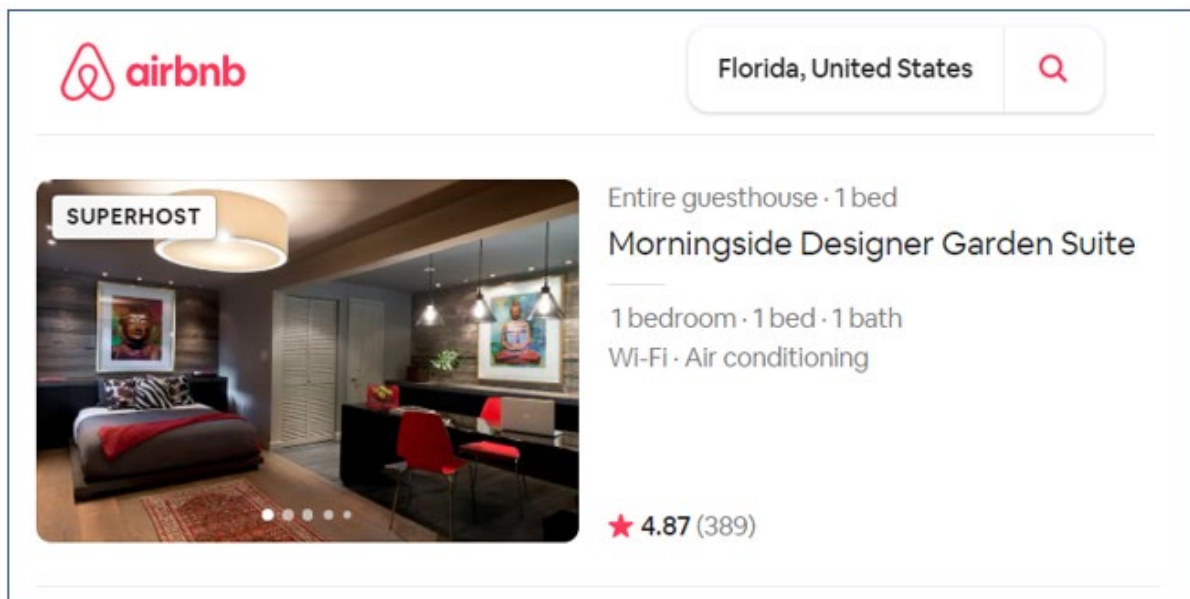 airbnb
Florida, United States
SUPERHOST
Entire guesthouse · 1 bed
Morningside Designer Garden Suite
1 bedroom · 1 bed · 1 bath
Wi-Fi · Air conditioning
4.87 (389)